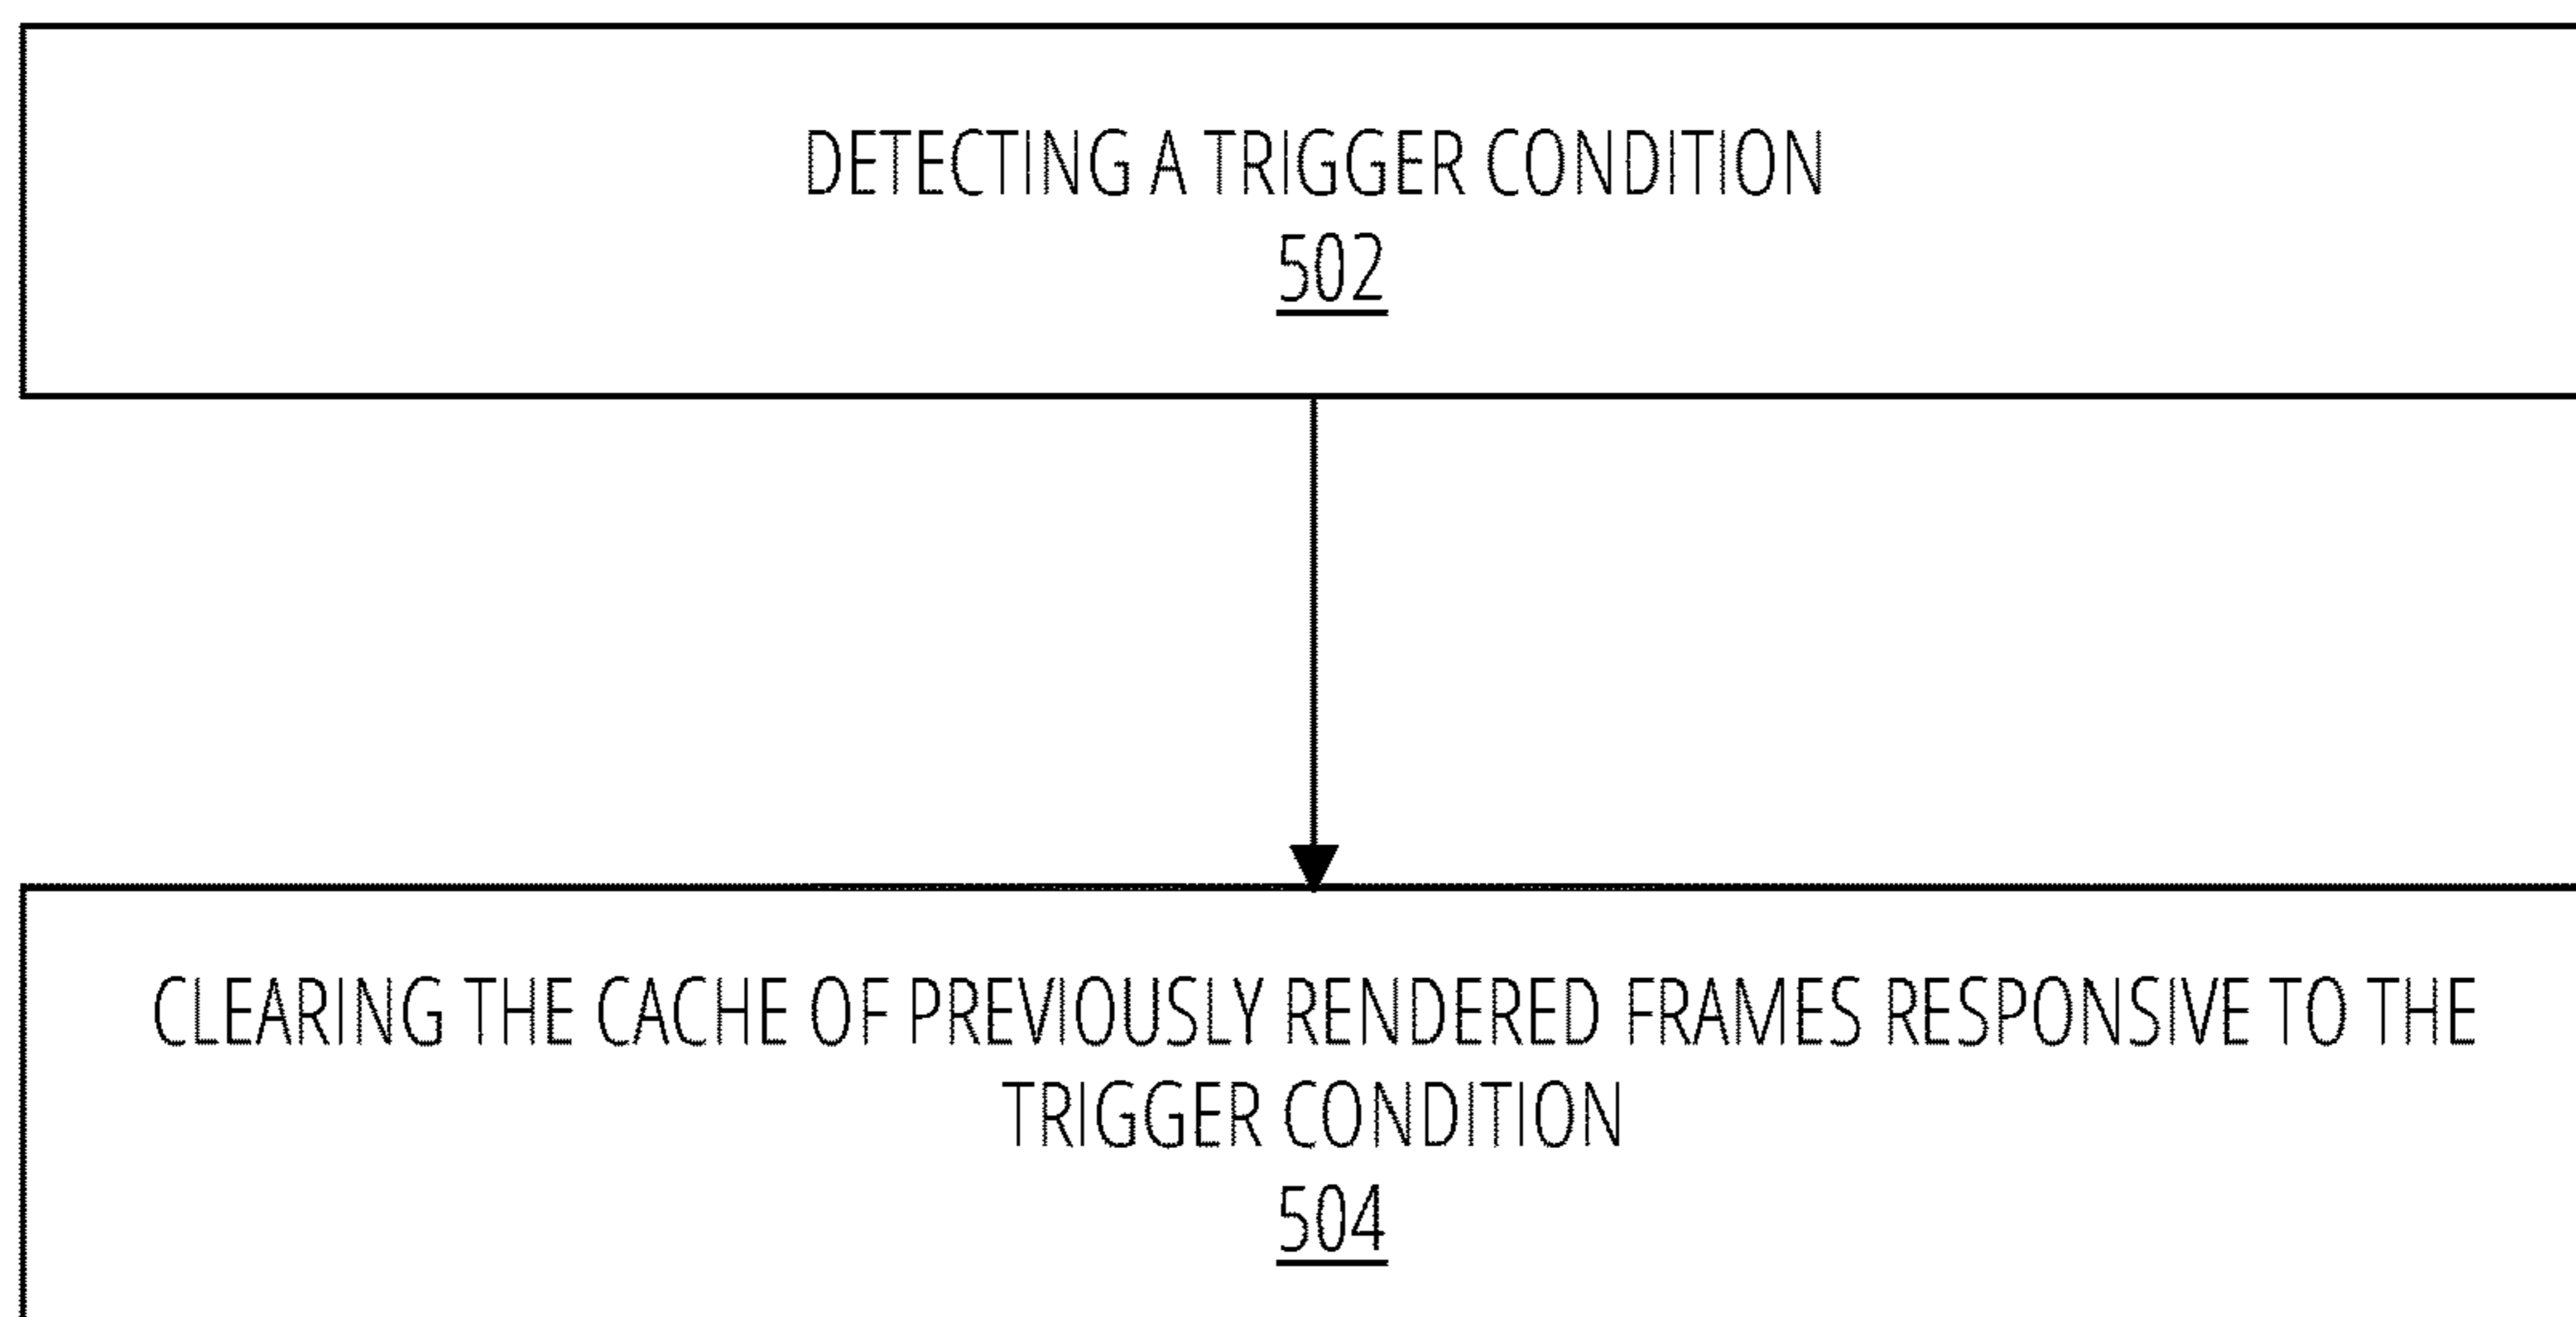 DETECTING A TRIGGER CONDITION
502
CLEARING THE CACHE OF PREVIOUSLY RENDERED FRAMES RESPONSIVE TO THE
TRIGGER CONDITION
504